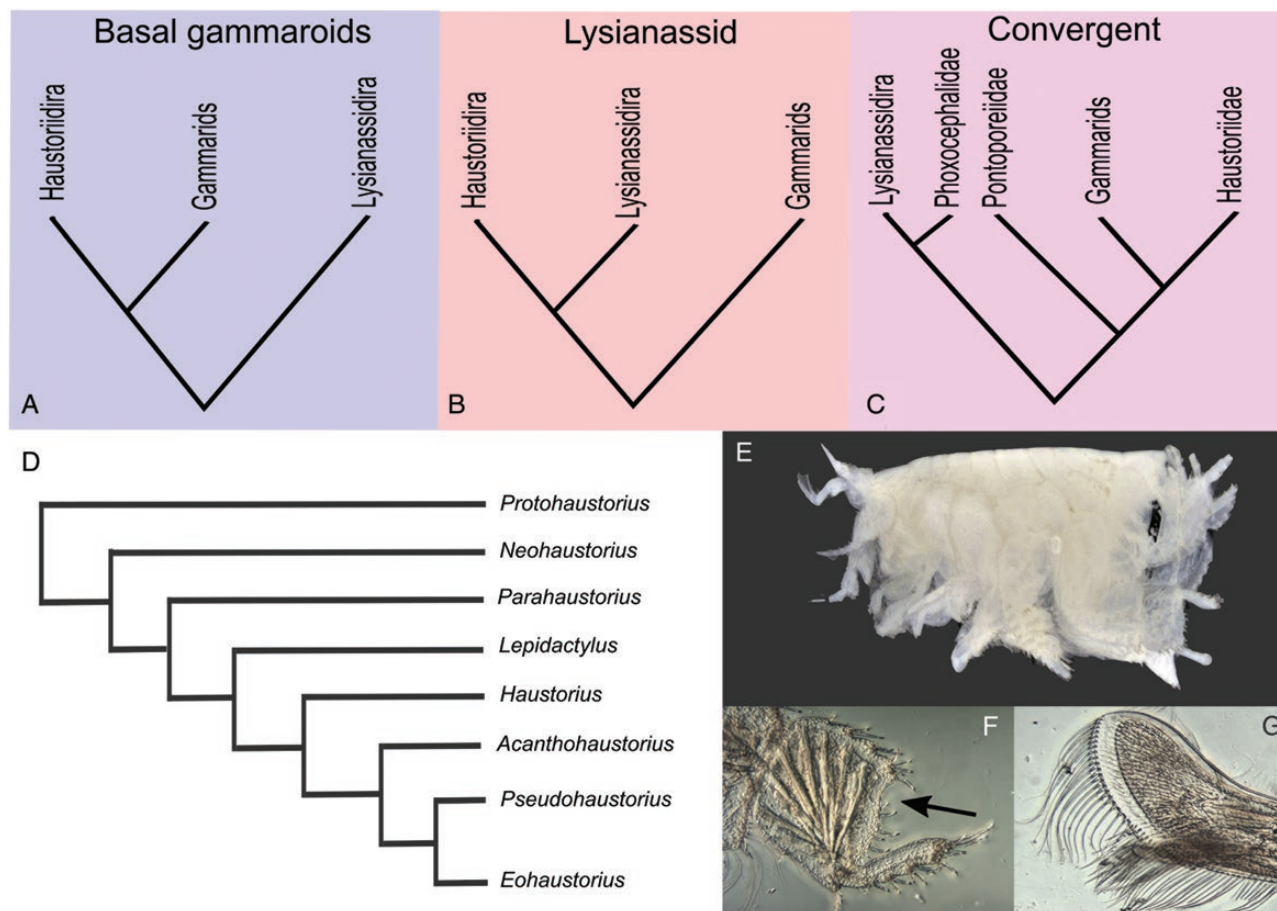 Basal gammaroids
Haustoriidira
Gammarids
Lysianassidira
A
Lysianassid
Haustoriidira
Lysianassidira
Gammarids
B
Convergent
Lysianassidira
Phoxocephalidae
Pontoporeiidae
Gammarids
Haustoriidae
C
D
Protohaustorius
Neohaustorius
Parahaustorius
Lepidactylus
Haustorius
Acanthohaustorius
Pseudohaustorius
Eohaustorius
E
F
G